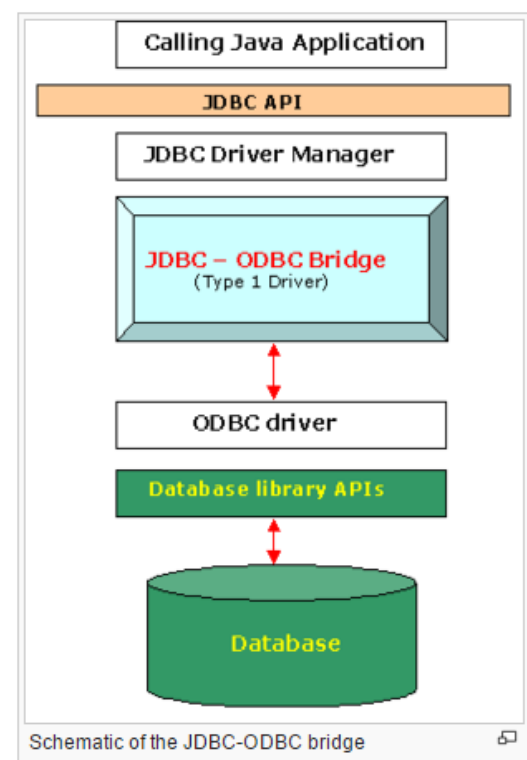 Calling Java Application
JDBC API
JDBC Driver Manager
JDBC – ODBC Bridge
(Type 1 Driver)
ODBC driver
Database library APIs
Database
Schematic of the JDBC-ODBC bridge